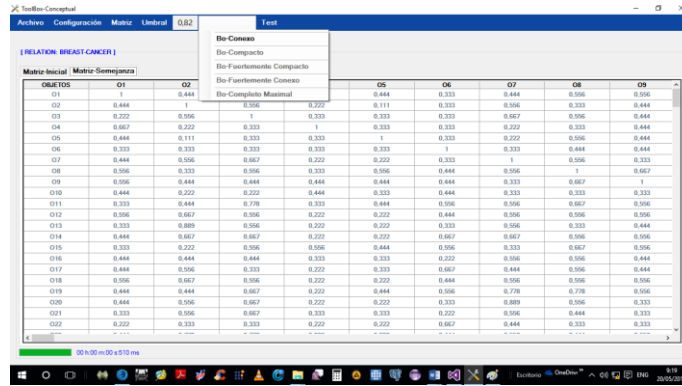 ToolBox-Conceptual
Archivo Configuración Matriz Umbral 0,82 Test
Bo-Conexo
Bo-Compacto
Bo-Fuertemente Compacto
Bo-Fuertemente Conexo
Bo-Completo Maximal
[ RELATION: BREAST-CANCER ]
Matriz-Inicial Matriz-Semejanza
OBJETOS O1 O2 O5 O6 O7 O8 O9
O1 1 0,444 0,444 0,333 0,444 0,556 0,556
O2 0,444 1 0,556 0,222 0,111 0,333 0,556 0,333 0,444
O3 0,222 0,556 1 0,333 0,333 0,333 0,667 0,556 0,444
O4 0,667 0,222 0,333 1 0,333 0,333 0,222 0,333 0,444
O5 0,444 0,111 0,333 0,333 1 0,333 0,222 0,556 0,444
O6 0,333 0,333 0,333 0,333 0,333 1 0,333 0,444 0,444
O7 0,444 0,556 0,667 0,222 0,222 0,333 1 0,556 0,333
O8 0,556 0,333 0,556 0,333 0,556 0,444 0,556 1 0,667
O9 0,556 0,444 0,444 0,444 0,444 0,444 0,333 0,667 1
O10 0,444 0,222 0,222 0,444 0,333 0,444 0,333 0,333 0,333
O11 0,333 0,444 0,778 0,333 0,444 0,556 0,556 0,667 0,556
O12 0,556 0,667 0,556 0,222 0,222 0,444 0,556 0,556 0,556
O13 0,333 0,889 0,556 0,222 0,222 0,444 0,556 0,444 0,556
O14 0,444 0,667 0,667 0,222 0,222 0,667 0,667 0,556 0,444
O15 0,333 0,222 0,556 0,556 0,444 0,556 0,333 0,667 0,556
O16 0,444 0,444 0,444 0,333 0,333 0,222 0,556 0,556 0,444
O17 0,444 0,556 0,333 0,333 0,222 0,667 0,444 0,556 0,556
O18 0,556 0,667 0,556 0,222 0,222 0,444 0,556 0,556 0,556
O19 0,444 0,444 0,667 0,222 0,444 0,556 0,778 0,778 0,556
O20 0,444 0,556 0,667 0,222 0,222 0,333 0,889 0,556 0,333
O21 0,333 0,556 0,667 0,333 0,333 0,222 0,556 0,444 0,333
O22 0,222 0,333 0,333 0,222 0,222 0,667 0,444 0,333 0,333
00 h:00 m:00 s:510 ms
Escritorio OneDrive ENG 9:19